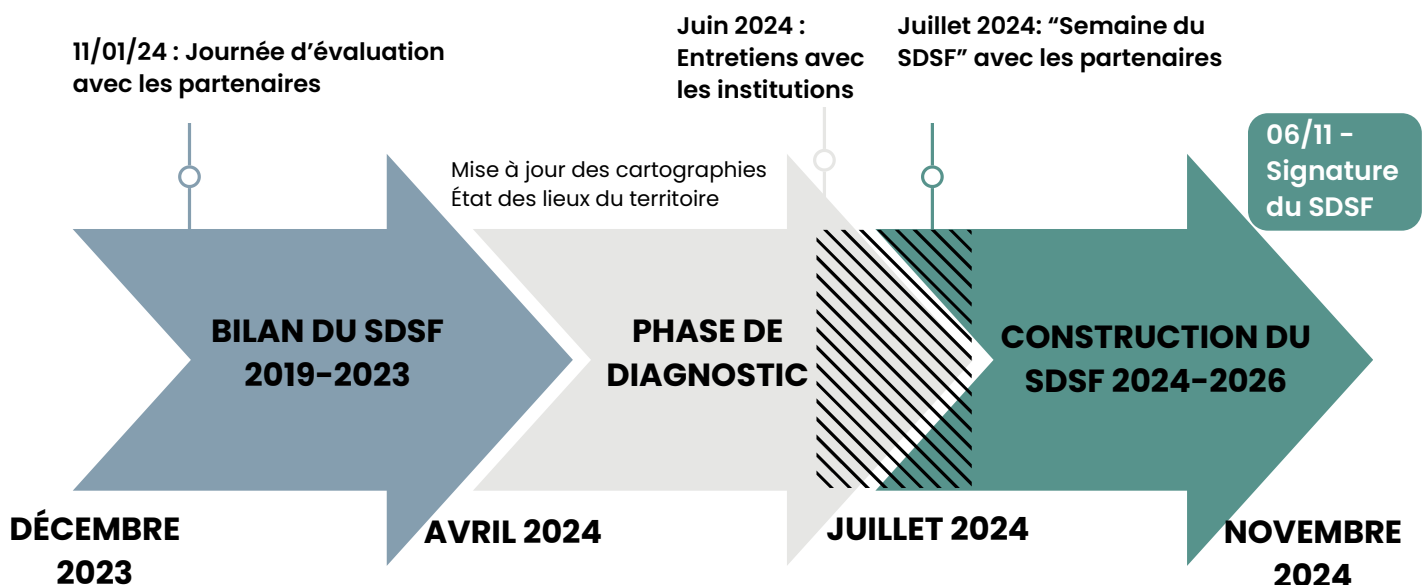 11/01/24 : Journée d’évaluation
avec les partenaires
Juin 2024 :
Entretiens avec
les institutions
Juillet 2024: “Semaine du
SDSF” avec les partenaires
06/11 -
Signature
du SDSF
Mise à jour des cartographies
État des lieux du territoire
BILAN DU SDSF
2019-2023
PHASE DE
DIAGNOSTIC
CONSTRUCTION DU
SDSF 2024-2026
DÉCEMBRE
2023
AVRIL 2024
JUILLET 2024
NOVEMBRE
2024